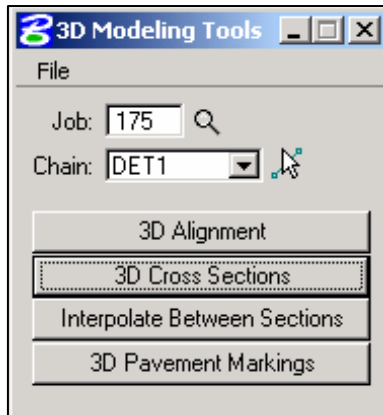 3D Modeling Tools
File
Job: 175
Chain: DET1
3D Alignment
3D Cross Sections
Interpolate Between Sections
3D Pavement Markings